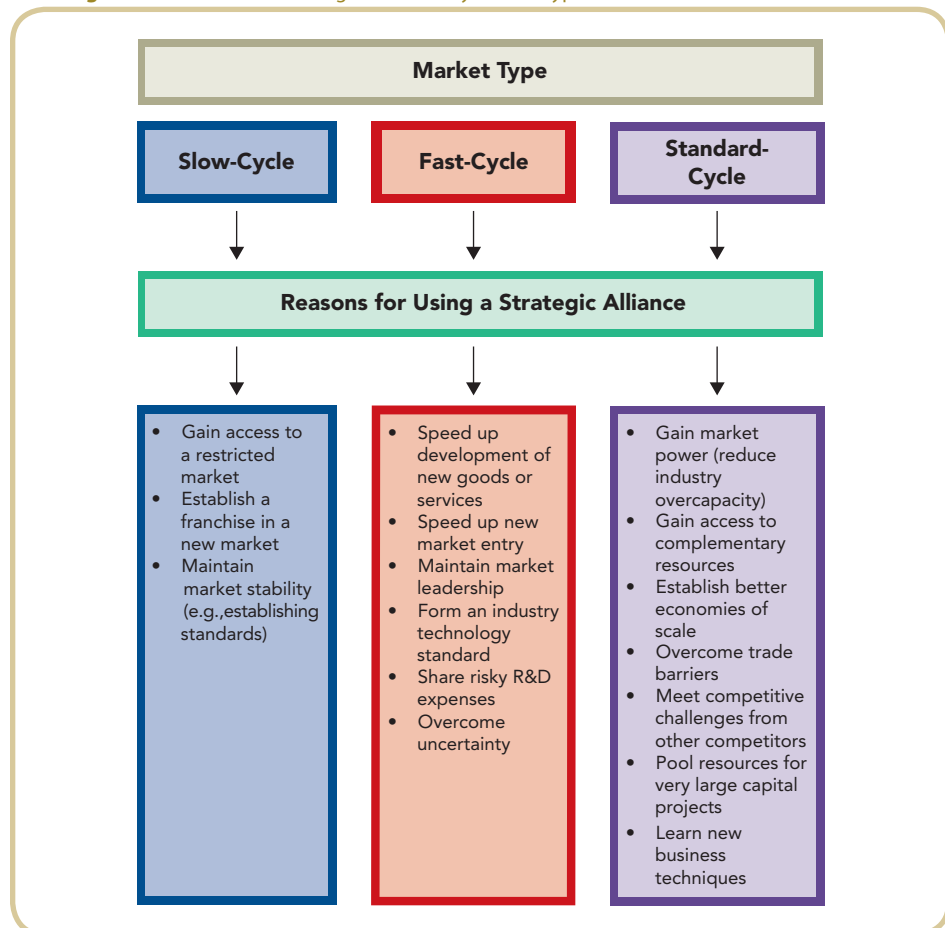 Market Type
Slow-Cycle
Fast-Cycle
Standard-
Cycle
Reasons for Using a Strategic Alliance
• Gain access to
a restricted
market
• Establish a
franchise in a
new market
• Maintain
market stability
(e.g.,establishing
standards)
• Speed up
development of
new goods or
services
• Speed up new
market entry
• Maintain market
leadership
• Form an industry
technology
standard
• Share risky R&D
expenses
• Overcome
uncertainty
• Gain market
power (reduce
industry
overcapacity)
• Gain access to
complementary
resources
• Establish better
economies of
scale
• Overcome trade
barriers
• Meet competitive
challenges from
other competitors
• Pool resources for
very large capital
projects
• Learn new
business
techniques